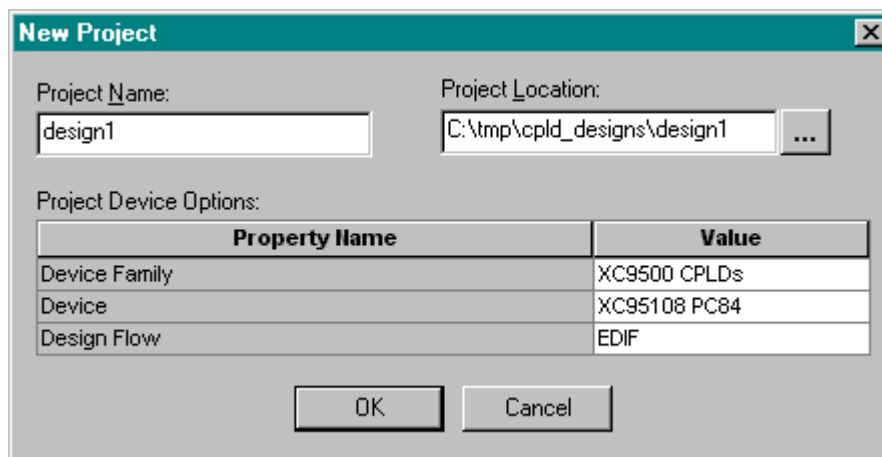 New Project
Project Name:
Project Location:
design1
C:\tmp\cpld_designs\design1
...
Project Device Options:
Property Name
Value
Device Family
XC9500 CPLDs
Device
XC95108 PC84
Design Flow
EDIF
OK
Cancel